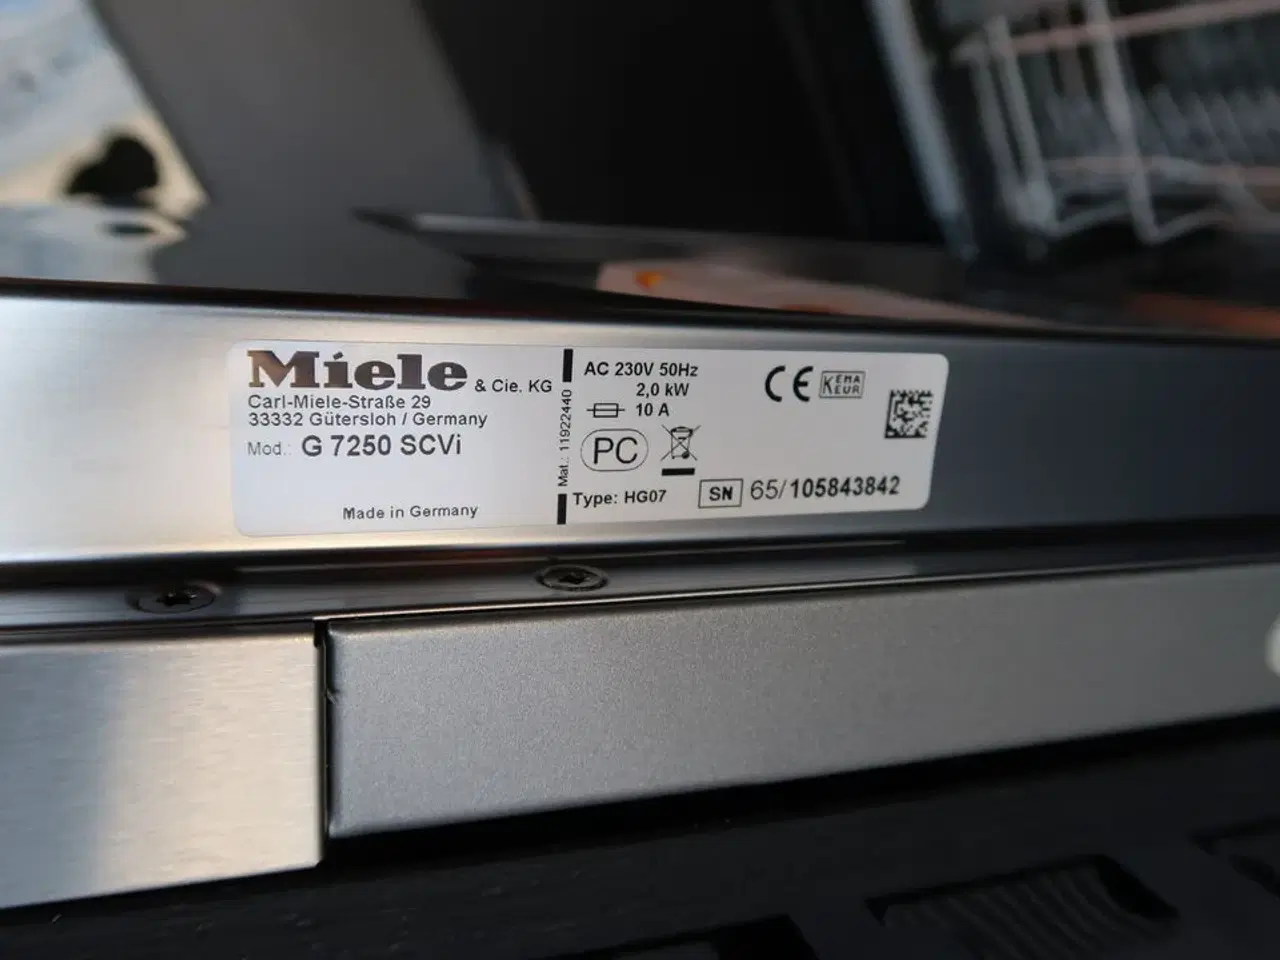 Miele & Cie. KG
Carl-Miele-Straße 29
33332 Gütersloh / Germany
Mod.: G 7250 SCVi
Made in Germany
Mat.: 11922440
AC 230V 50Hz
2,0 kW
10 A
PC
Type: HG07
SN 65/105843842
CE KEMA
KEUR